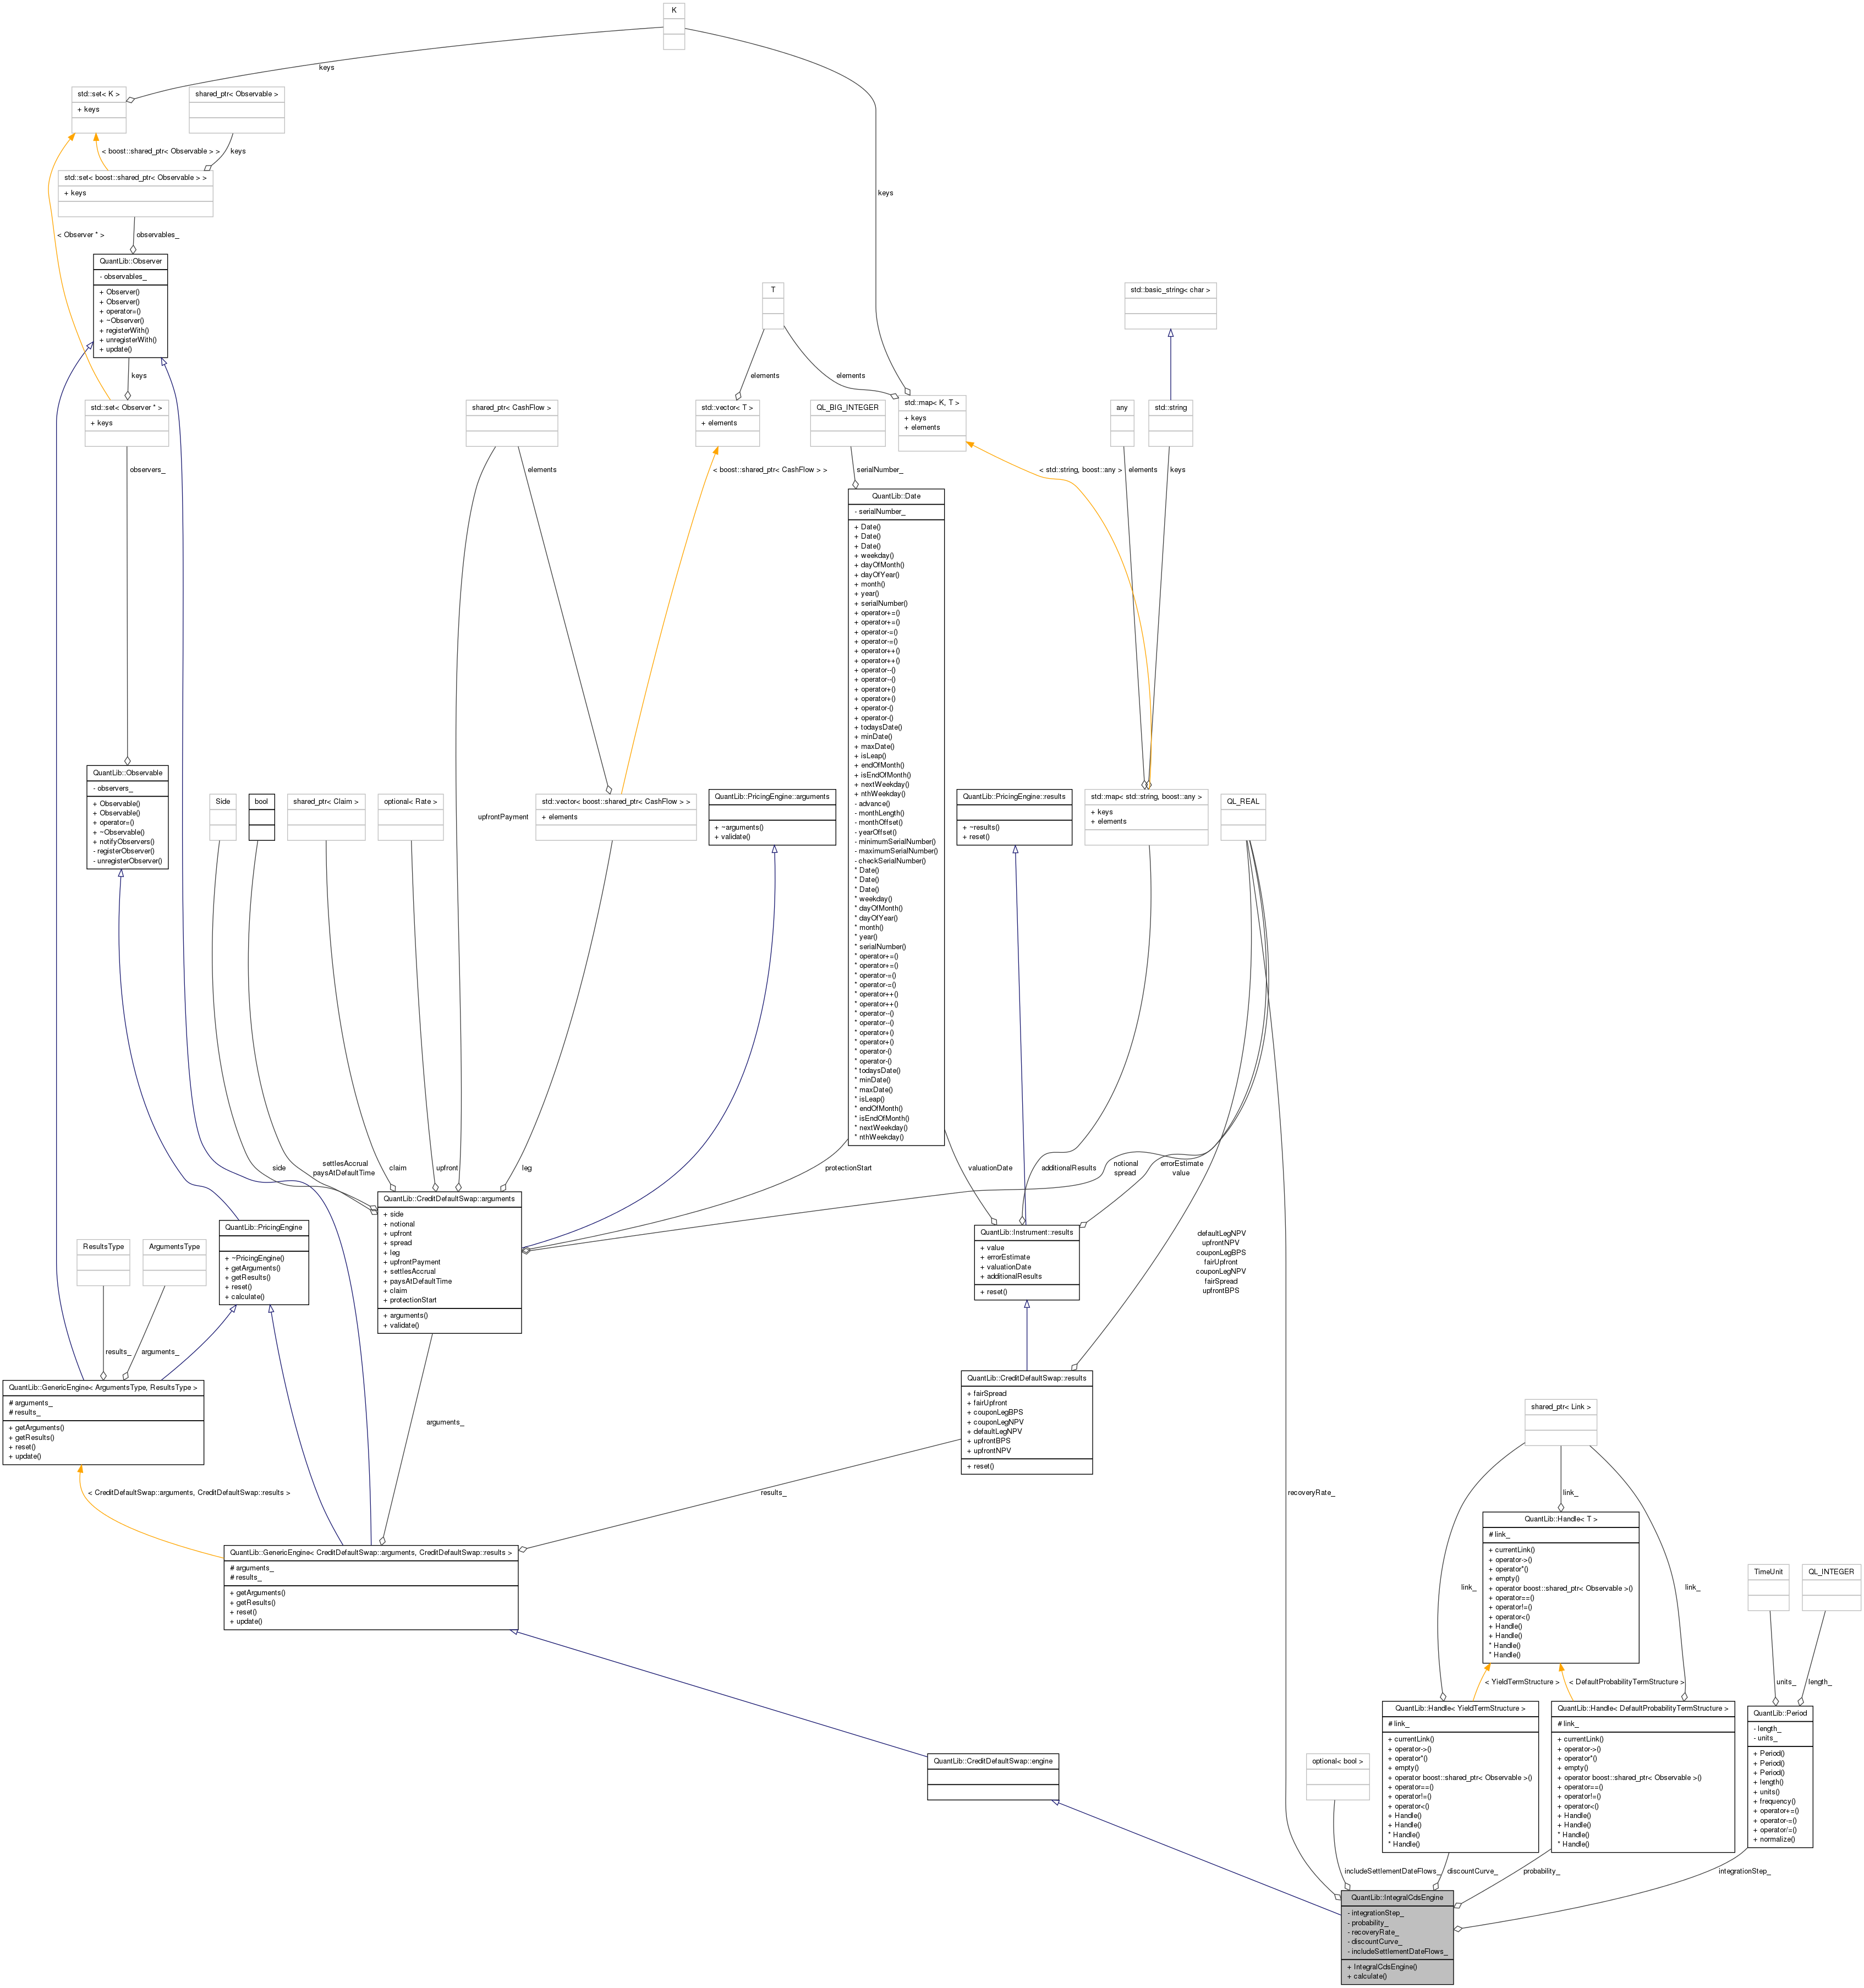 K
keys
std::set< K >
+ keys
shared_ptr< Observable >
< boost::shared_ptr< Observable > >
keys
std::set< boost::shared_ptr< Observable > >
+ keys
keys
< Observer * >
observables_
QuantLib::Observer
- observables_
+ Observer()
+ Observer()
+ operator=()
+ ~Observer()
+ registerWith()
+ unregisterWith()
+ update()
T
std::basic_string< char >
keys
elements
elements
std::set< Observer * >
+ keys
shared_ptr< CashFlow >
std::vector< T >
+ elements
QL_BIG_INTEGER
std::map< K, T >
+ keys
+ elements
any
std::string
observers_
elements
< boost::shared_ptr< CashFlow > >
serialNumber_
< std::string, boost::any >
elements
keys
QuantLib::Date
- serialNumber_
+ Date()
+ Date()
+ Date()
+ weekday()
+ dayOfMonth()
+ dayOfYear()
+ month()
+ year()
+ serialNumber()
+ operator+=()
+ operator+=()
+ operator-=()
+ operator-=()
+ operator++()
+ operator++()
+ operator--()
+ operator--()
+ operator+()
+ operator+()
+ operator-()
+ operator-()
+ todaysDate()
+ minDate()
+ maxDate()
+ isLeap()
+ endOfMonth()
+ isEndOfMonth()
+ nextWeekday()
+ nthWeekday()
- advance()
- monthLength()
- monthOffset()
- yearOffset()
- minimumSerialNumber()
- maximumSerialNumber()
- checkSerialNumber()
* Date()
* Date()
* Date()
* weekday()
* dayOfMonth()
* dayOfYear()
* month()
* year()
* serialNumber()
* operator+=()
* operator+=()
* operator-=()
* operator-=()
* operator++()
* operator++()
* operator--()
* operator--()
* operator+()
* operator+()
* operator-()
* operator-()
* todaysDate()
* minDate()
* maxDate()
* isLeap()
* endOfMonth()
* isEndOfMonth()
* nextWeekday()
* nthWeekday()
QuantLib::Observable
- observers_
+ Observable()
+ Observable()
+ operator=()
+ ~Observable()
+ notifyObservers()
- registerObserver()
- unregisterObserver()
Side
bool
shared_ptr< Claim >
optional< Rate >
upfrontPayment
std::vector< boost::shared_ptr< CashFlow > >
+ elements
QuantLib::PricingEngine::arguments
+ ~arguments()
+ validate()
QuantLib::PricingEngine::results
+ ~results()
+ reset()
std::map< std::string, boost::any >
+ keys
+ elements
QL_REAL
side
settlesAccrual
paysAtDefaultTime
claim
upfront
leg
protectionStart
valuationDate
additionalResults
notional
spread
errorEstimate
value
QuantLib::CreditDefaultSwap::arguments
+ side
+ notional
+ upfront
+ spread
+ leg
+ upfrontPayment
+ settlesAccrual
+ paysAtDefaultTime
+ claim
+ protectionStart
+ arguments()
+ validate()
QuantLib::PricingEngine
+ ~PricingEngine()
+ getArguments()
+ getResults()
+ reset()
+ calculate()
QuantLib::Instrument::results
+ value
+ errorEstimate
+ valuationDate
+ additionalResults
+ reset()
defaultLegNPV
upfrontNPV
couponLegBPS
fairUpfront
couponLegNPV
fairSpread
upfrontBPS
ResultsType
ArgumentsType
results_
arguments_
QuantLib::GenericEngine< ArgumentsType, ResultsType >
# arguments_
# results_
+ getArguments()
+ getResults()
+ reset()
+ update()
arguments_
QuantLib::CreditDefaultSwap::results
+ fairSpread
+ fairUpfront
+ couponLegBPS
+ couponLegNPV
+ defaultLegNPV
+ upfrontBPS
+ upfrontNPV
+ reset()
< CreditDefaultSwap::arguments, CreditDefaultSwap::results >
results_
recoveryRate_
shared_ptr< Link >
link_
QuantLib::Handle< T >
# link_
+ currentLink()
+ operator->()
+ operator*()
+ empty()
+ operator boost::shared_ptr< Observable >()
+ operator==()
+ operator!=()
+ operator<()
+ Handle()
+ Handle()
* Handle()
* Handle()
QuantLib::GenericEngine< CreditDefaultSwap::arguments, CreditDefaultSwap::results >
# arguments_
# results_
+ getArguments()
+ getResults()
+ reset()
+ update()
link_
link_
TimeUnit
QL_INTEGER
< YieldTermStructure >
< DefaultProbabilityTermStructure >
units_
length_
QuantLib::CreditDefaultSwap::engine
optional< bool >
QuantLib::Handle< YieldTermStructure >
# link_
+ currentLink()
+ operator->()
+ operator*()
+ empty()
+ operator boost::shared_ptr< Observable >()
+ operator==()
+ operator!=()
+ operator<()
+ Handle()
+ Handle()
* Handle()
* Handle()
QuantLib::Handle< DefaultProbabilityTermStructure >
# link_
+ currentLink()
+ operator->()
+ operator*()
+ empty()
+ operator boost::shared_ptr< Observable >()
+ operator==()
+ operator!=()
+ operator<()
+ Handle()
+ Handle()
* Handle()
* Handle()
QuantLib::Period
- length_
- units_
+ Period()
+ Period()
+ Period()
+ length()
+ units()
+ frequency()
+ operator+=()
+ operator-=()
+ operator/=()
+ normalize()
includeSettlementDateFlows_
discountCurve_
probability_
integrationStep_
QuantLib::IntegralCdsEngine
- integrationStep_
- probability_
- recoveryRate_
- discountCurve_
- includeSettlementDateFlows_
+ IntegralCdsEngine()
+ calculate()